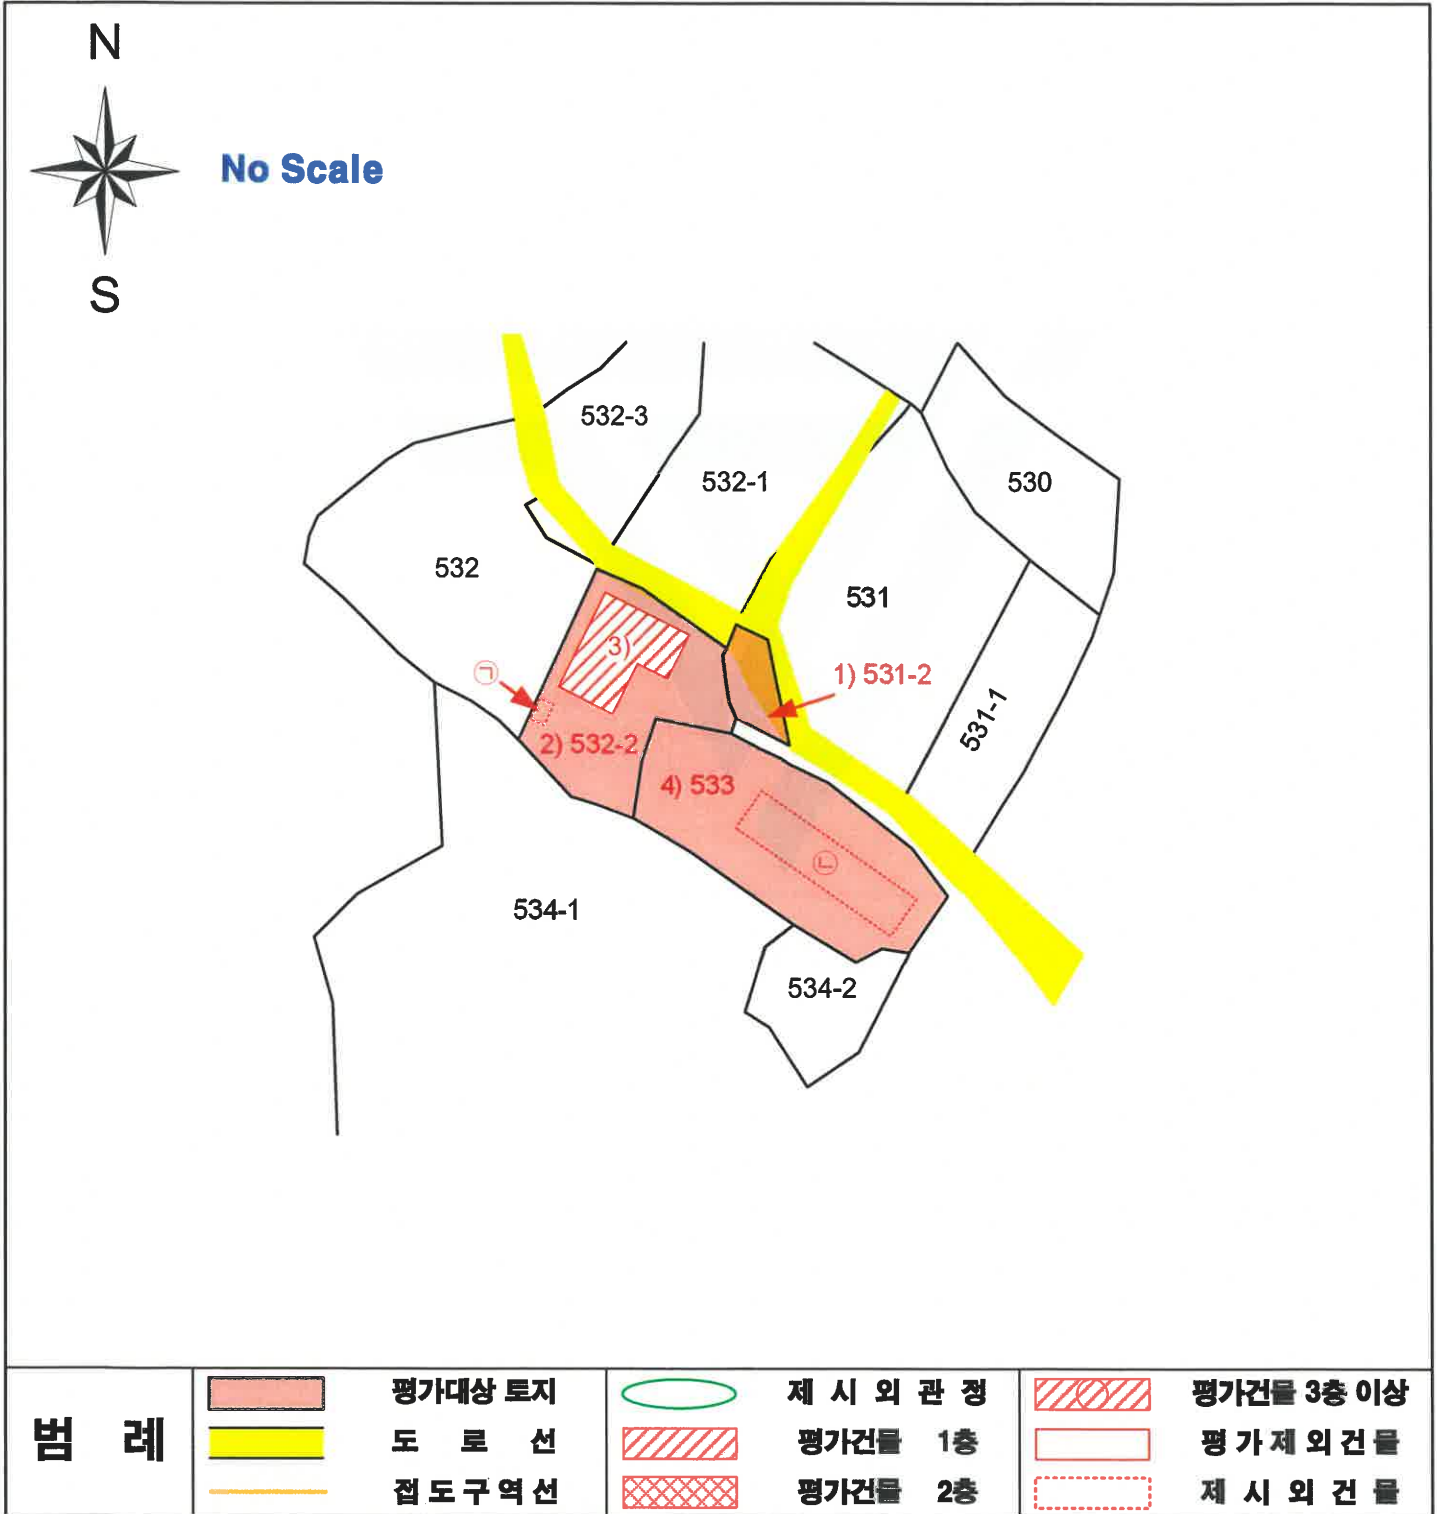 N
No Scale
S
532-3
532-1
530
532
531
3)
㉠
1) 531-2
531-1
2) 532-2
4) 533
㉡
534-1
534-2
범 례
평가대상 토지
도 로 선
접도구역선
제 시 외 관 정
평가건물 1층
평가건물 2층
평가건물 3층 이상
평가제외건물
제 시 외 건 물